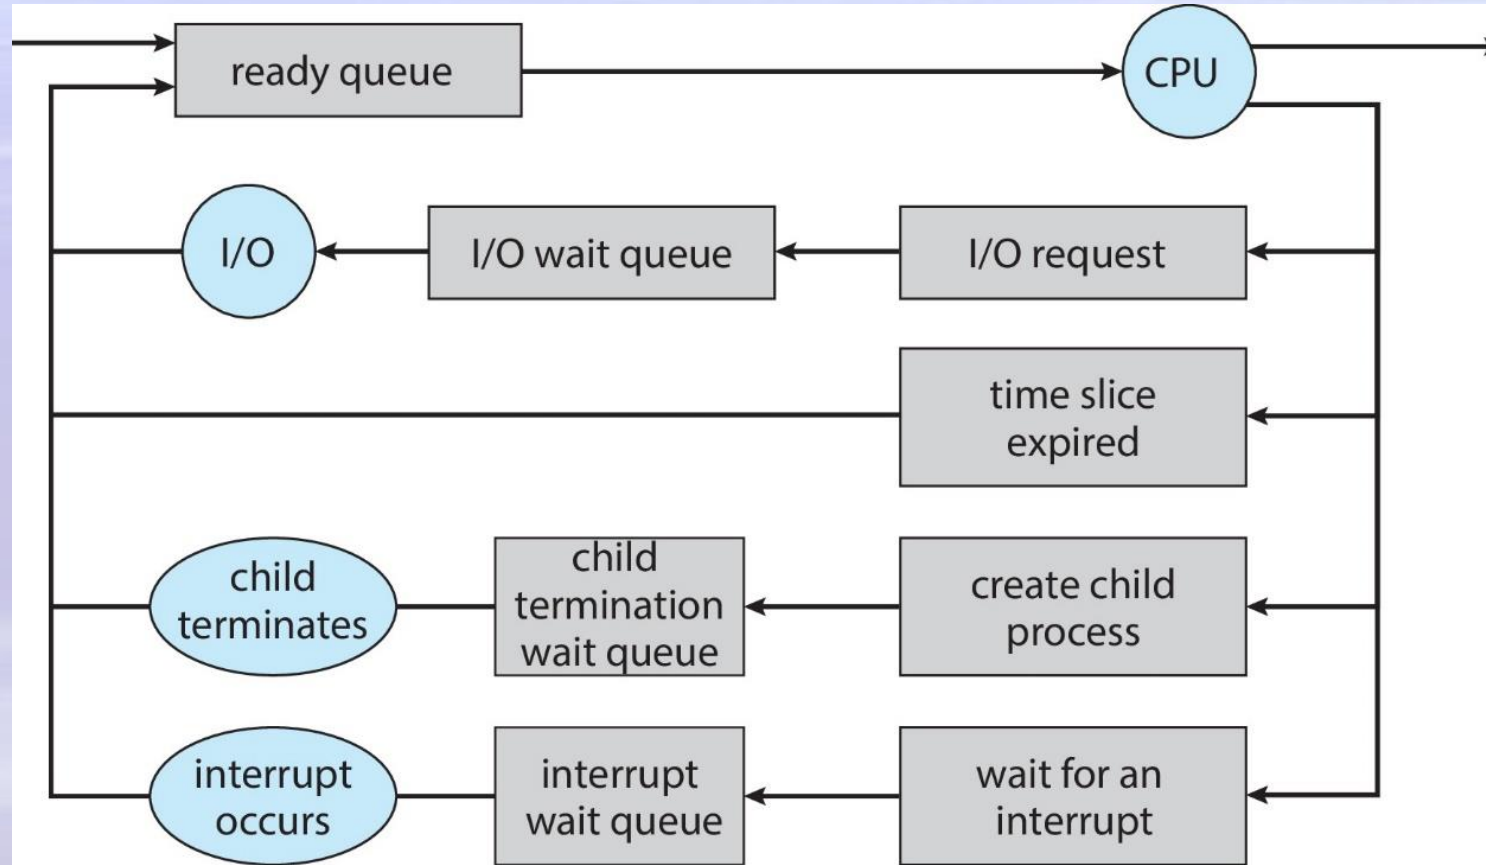 ready queue
CPU
I/O
I/O wait queue
I/O request
time slice
expired
child
terminates
child
termination
wait queue
create child
process
interrupt
occurs
interrupt
wait queue
wait for an
interrupt